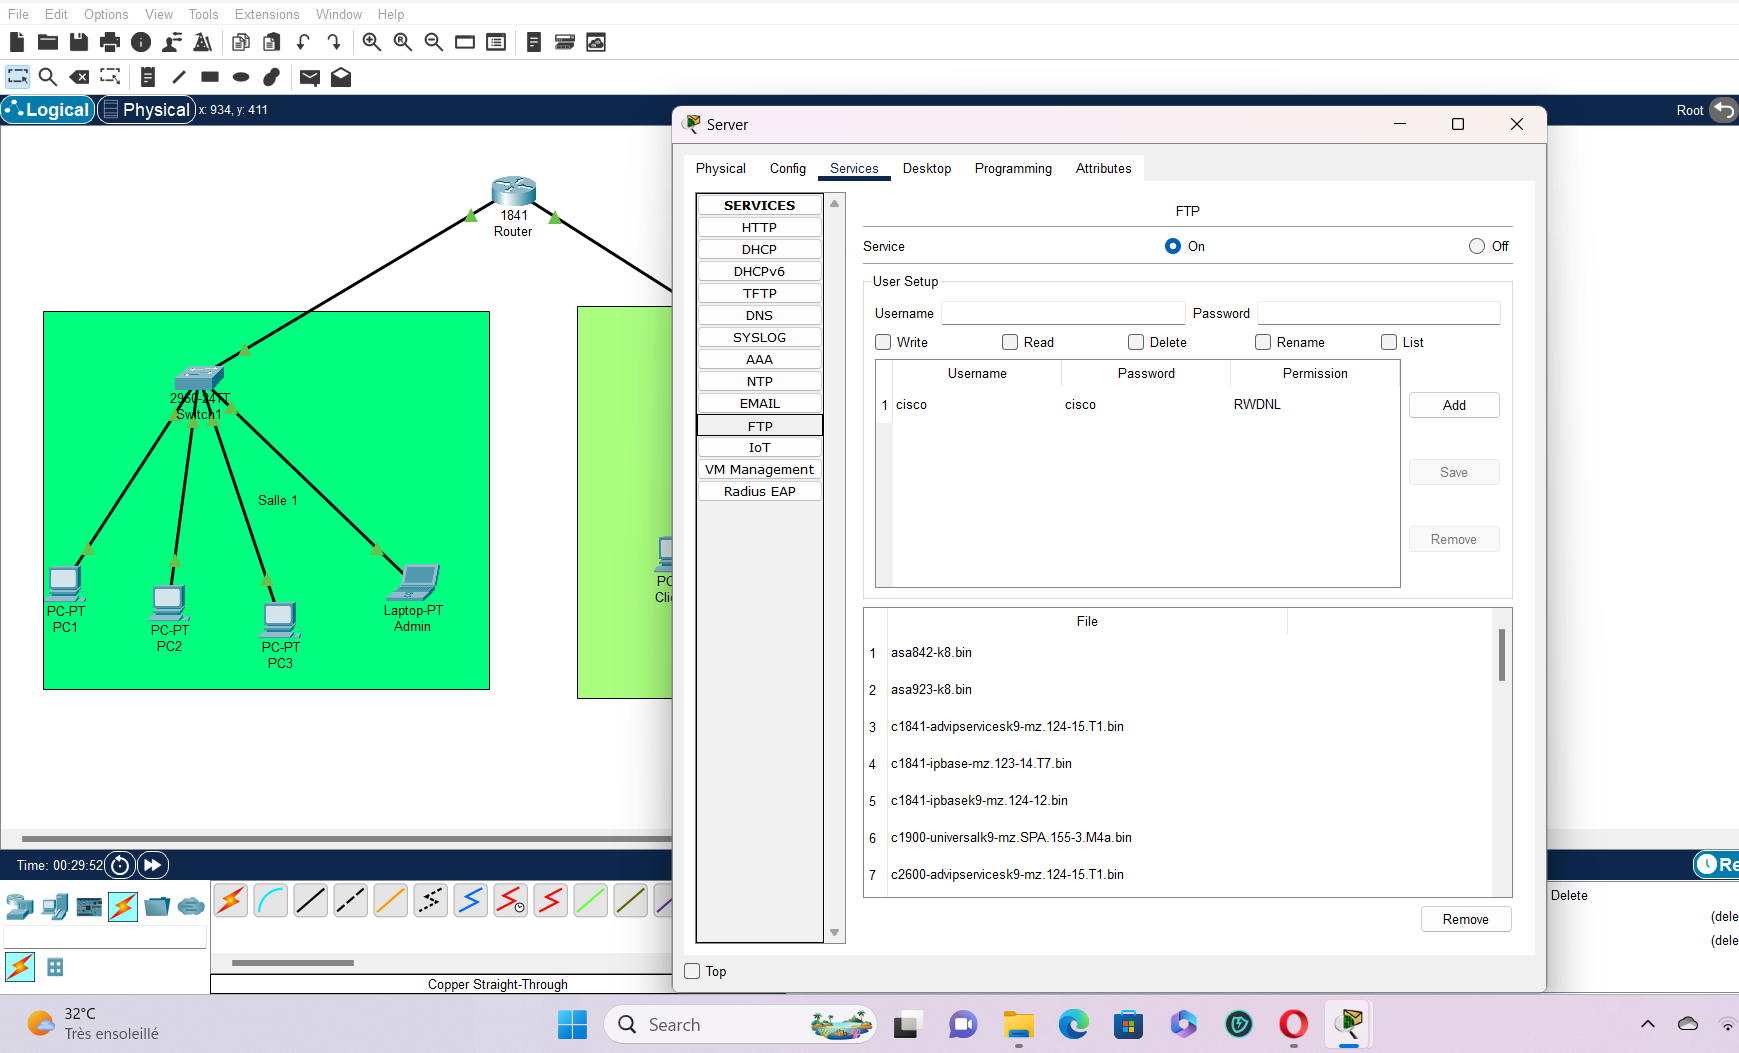 File Edit Options View Tools Extensions Window Help
Logical Physical x: 934, y: 411
Root
Server
Physical Config Services Desktop Programming Attributes
SERVICES
HTTP
DHCP
DHCPv6
TFTP
DNS
SYSLOG
AAA
NTP
EMAIL
FTP
IoT
VM Management
Radius EAP
FTP
Service On Off
User Setup
Username Password
Write Read Delete Rename List
Username Password Permission
1 cisco cisco RWDNL
Add
Save
Remove
File
1 asa842-k8.bin
2 asa923-k8.bin
3 c1841-advipservicesk9-mz.124-15.T1.bin
4 c1841-ipbase-mz.123-14.T7.bin
5 c1841-ipbasek9-mz.124-12.bin
6 c1900-universalk9-mz.SPA.155-3.M4a.bin
7 c2600-advipservicesk9-mz.124-15.T1.bin
Remove
Top
1841
Router
2960-24TT
Switch1
Salle 1
PC-PT
PC1
PC-PT
PC2
PC-PT
PC3
Laptop-PT
Admin
PC
Cli
Time: 00:29:52
Re
Delete
(dele
(dele
Copper Straight-Through
32°C
Très ensoleillé
Search